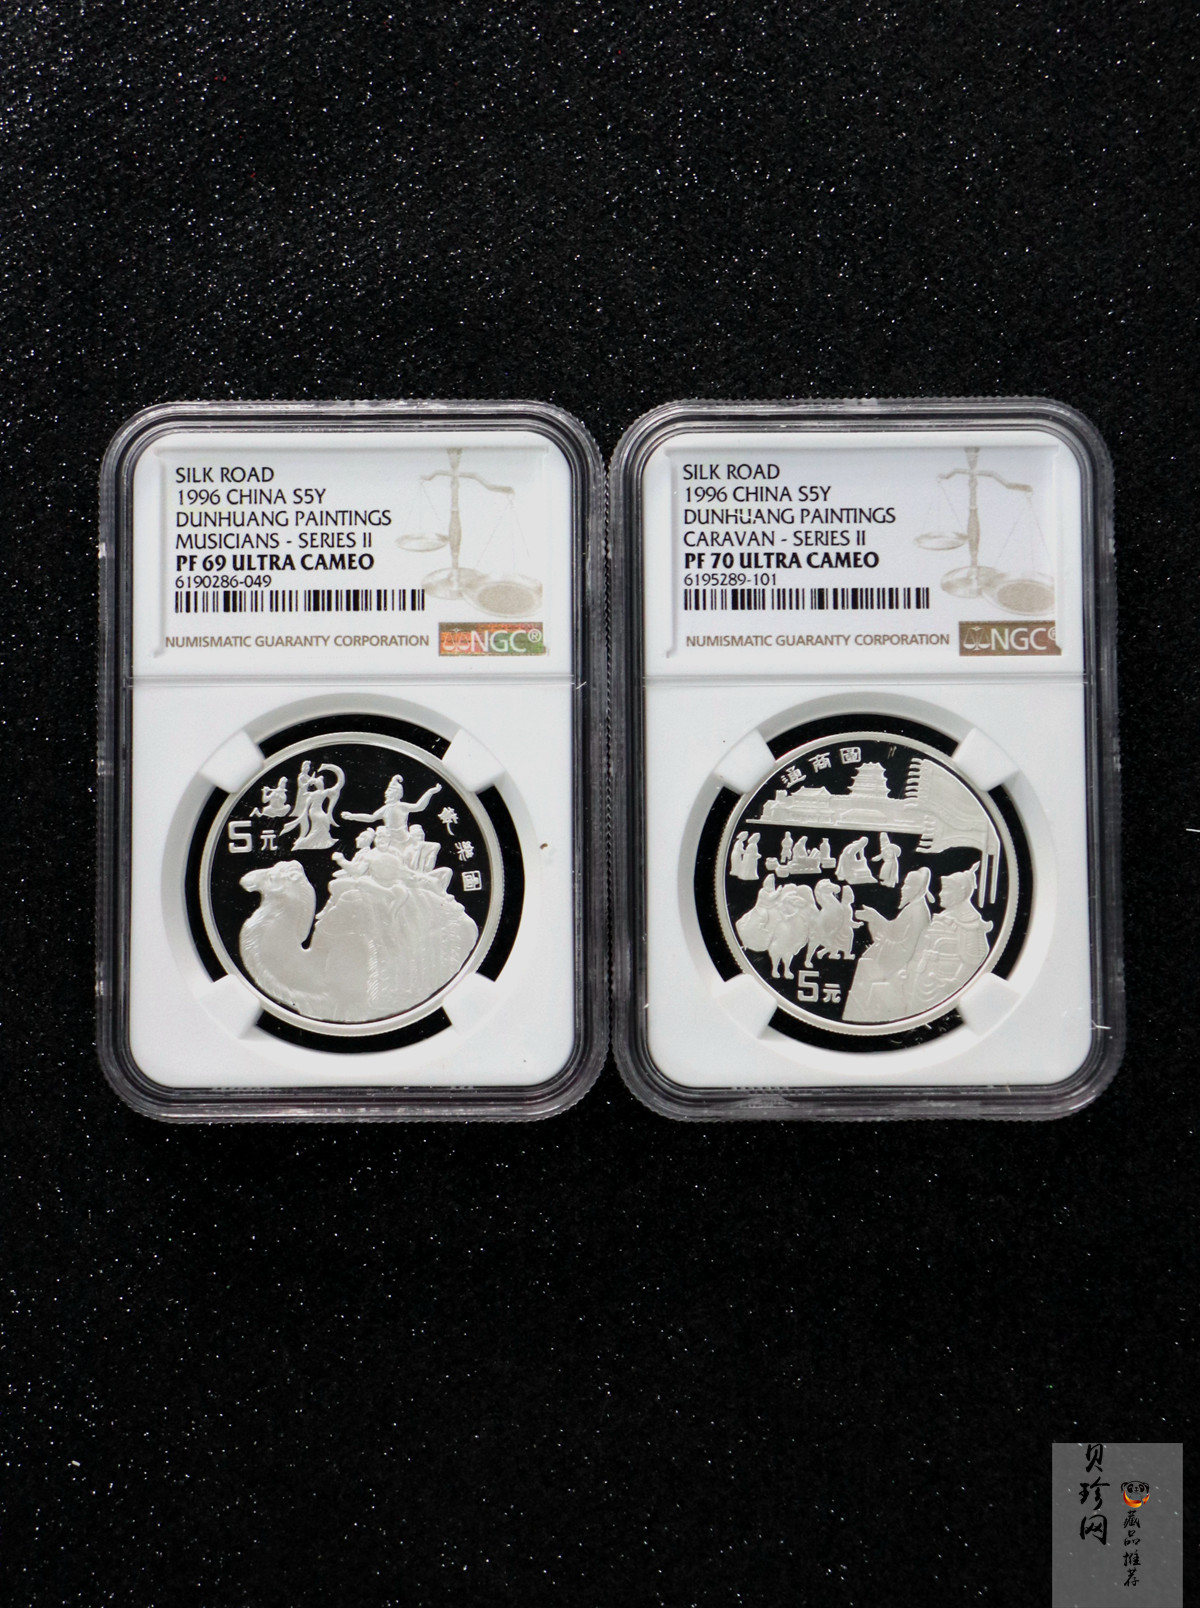 SILK ROAD
1996 CHINA S5Y
DUNHUANG PAINTINGS
MUSICIANS - SERIES II
PF 69 ULTRA CAMEO
6190286-049
NUMISMATIC GUARANTY CORPORATION
NGC®
5元
樂圖
SILK ROAD
1996 CHINA S5Y
DUNHUANG PAINTINGS
CARAVAN - SERIES II
PF 70 ULTRA CAMEO
6195289-101
NUMISMATIC GUARANTY CORPORATION
NGC®
通商圖
5元
贝珍网
藏品推荐